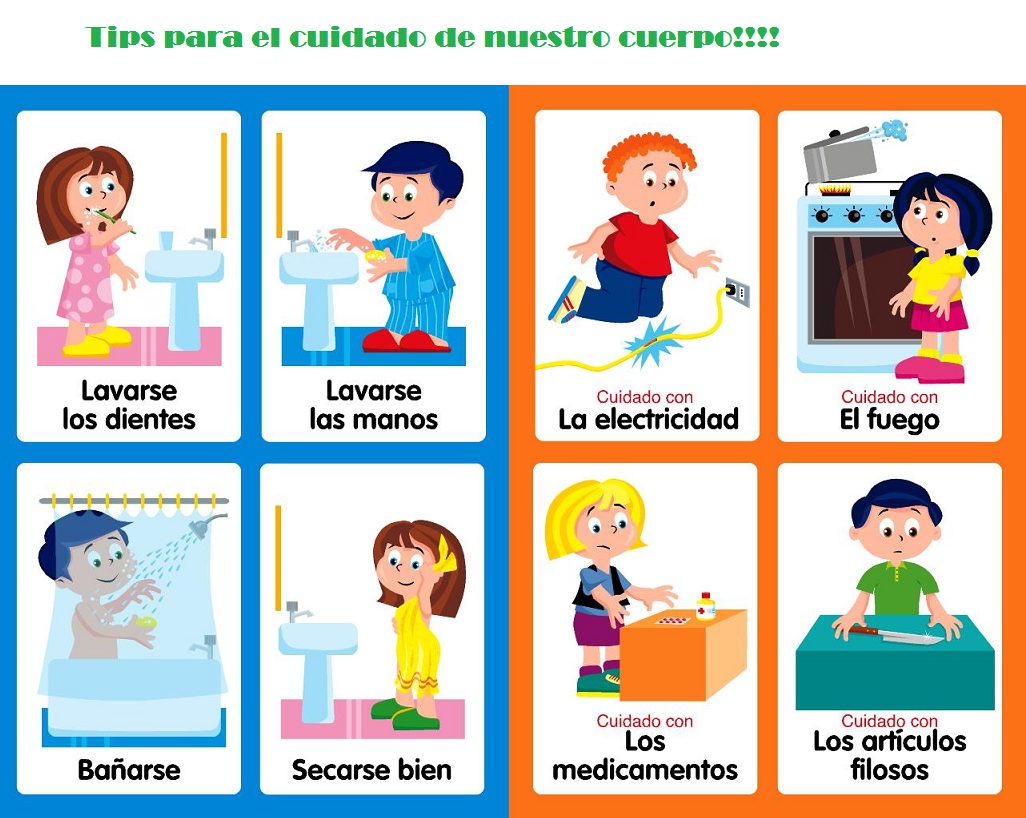 Tips para el cuidado de nuestro cuerpo!!!!
Lavarse
los dientes
Lavarse
las manos
Cuidado con
La electricidad
Cuidado con
El fuego
Bañarse
Secarse bien
Cuidado con
Los
medicamentos
Cuidado con
Los artículos
filosos